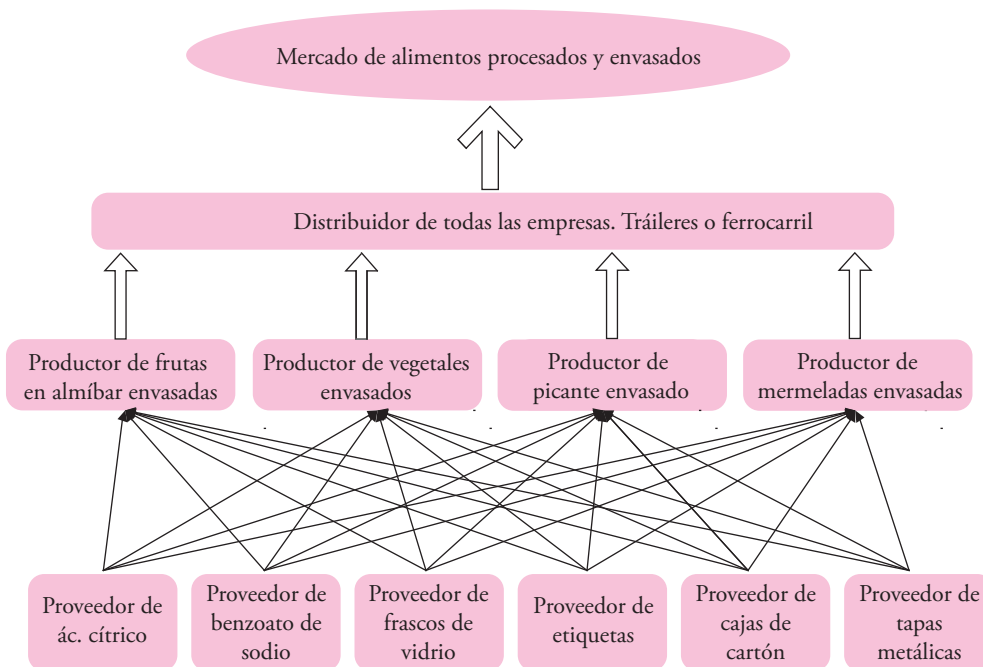 Mercado de alimentos procesados y envasados
Distribuidor de todas las empresas. Tráileres o ferrocarril
Productor de frutas
en almíbar envasadas
Productor de vegetales
envasados
Productor de
picante envasado
Productor de
mermeladas envasadas
Proveedor de
ác. cítrico
Proveedor de
benzoato de
sodio
Proveedor de
frascos de
vidrio
Proveedor de
etiquetas
Proveedor de
cajas de
cartón
Proveedor de
tapas
metálicas